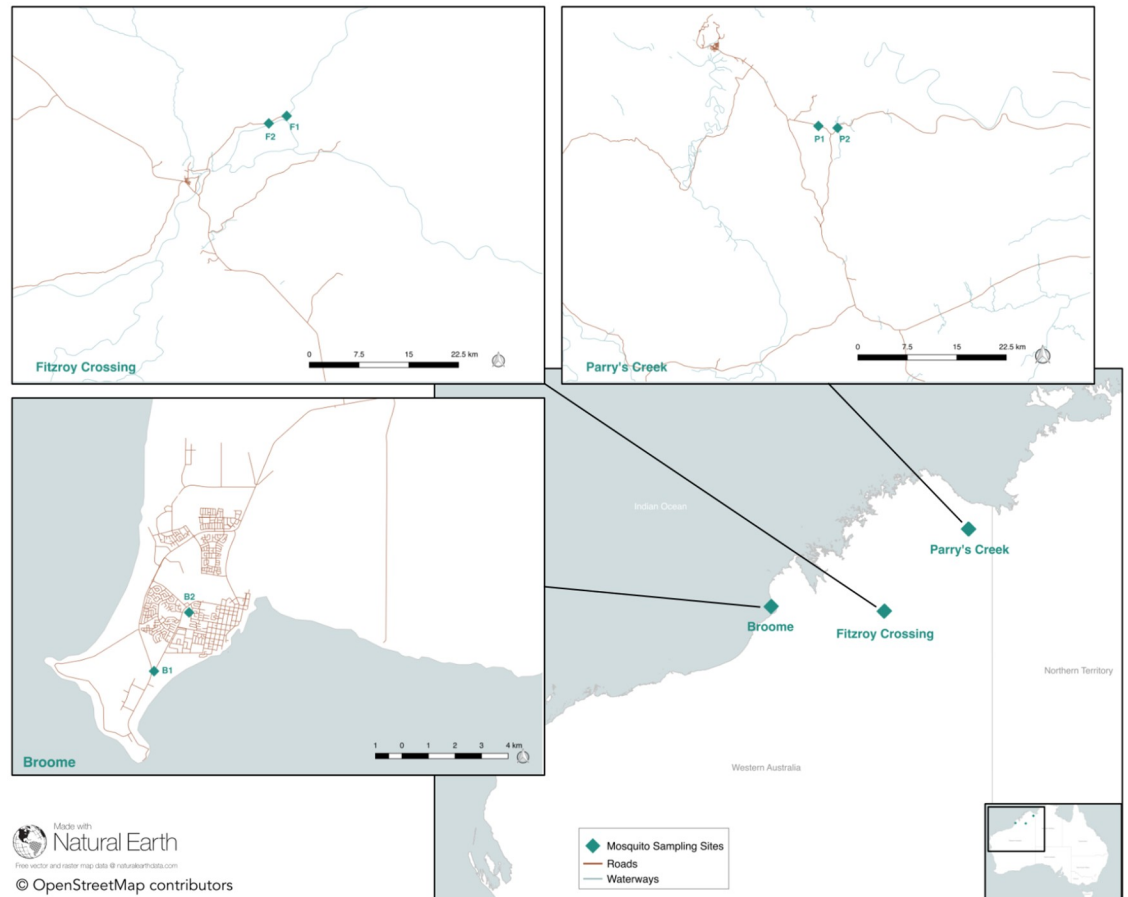 F1
F2
0 7.5 15 22.5 km
Fitzroy Crossing
P1 P2
0 7.5 15 22.5 km
Parry's Creek
B2
B1
1 0 1 2 3 4 km
Broome
Indian Ocean
Parry's Creek
Broome
Fitzroy Crossing
Northern Territory
Western Australia
Mosquito Sampling Sites
Roads
Waterways
Made with
Natural Earth
Free vector and raster map data @ naturalearthdata.com
© OpenStreetMap contributors